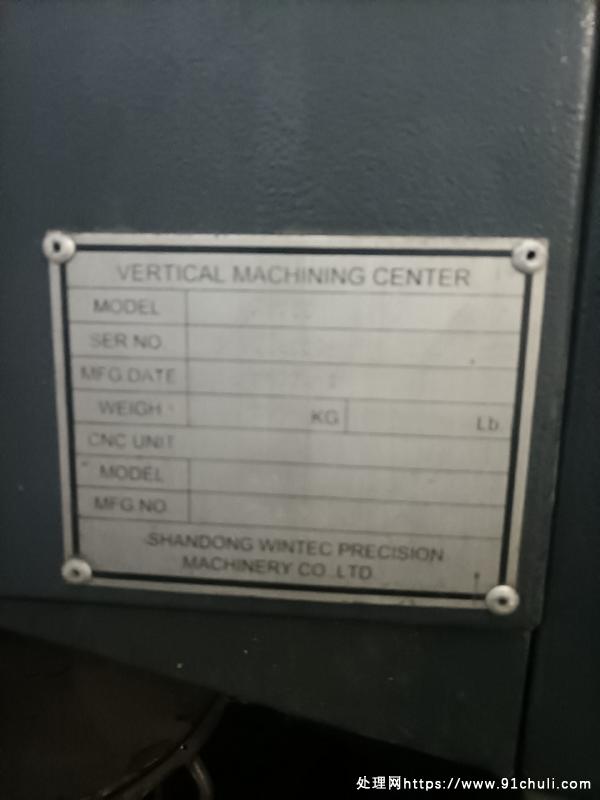 VERTICAL MACHINING CENTER
MODEL
SER NO.
MFG.DATE
WEIGH KG Lb.
CNC UNIT
MODEL
MFG.NO.
SHANDONG WINTEC PRECISION
MACHINERY CO.,LTD
处理网https://www.91chuli.com